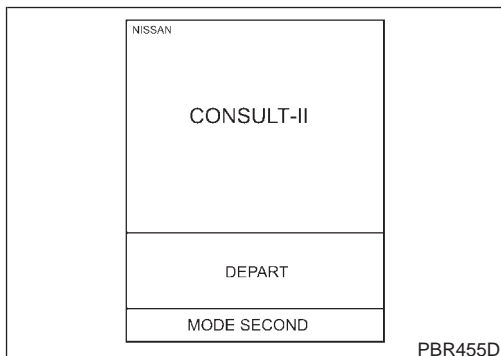 NISSAN
CONSULT-II
DEPART
MODE SECOND
PBR455D